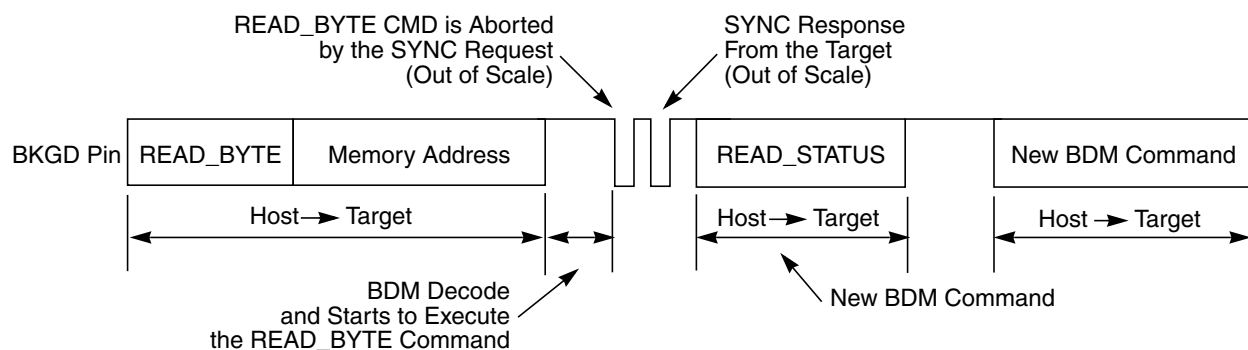 READ_BYTE CMD is Aborted
by the SYNC Request
(Out of Scale)
SYNC Response
From the Target
(Out of Scale)
BKGD Pin
READ_BYTE
Memory Address
READ_STATUS
New BDM Command
Host Target
Host Target
Host Target
BDM Decode
and Starts to Execute
the READ_BYTE Command
New BDM Command